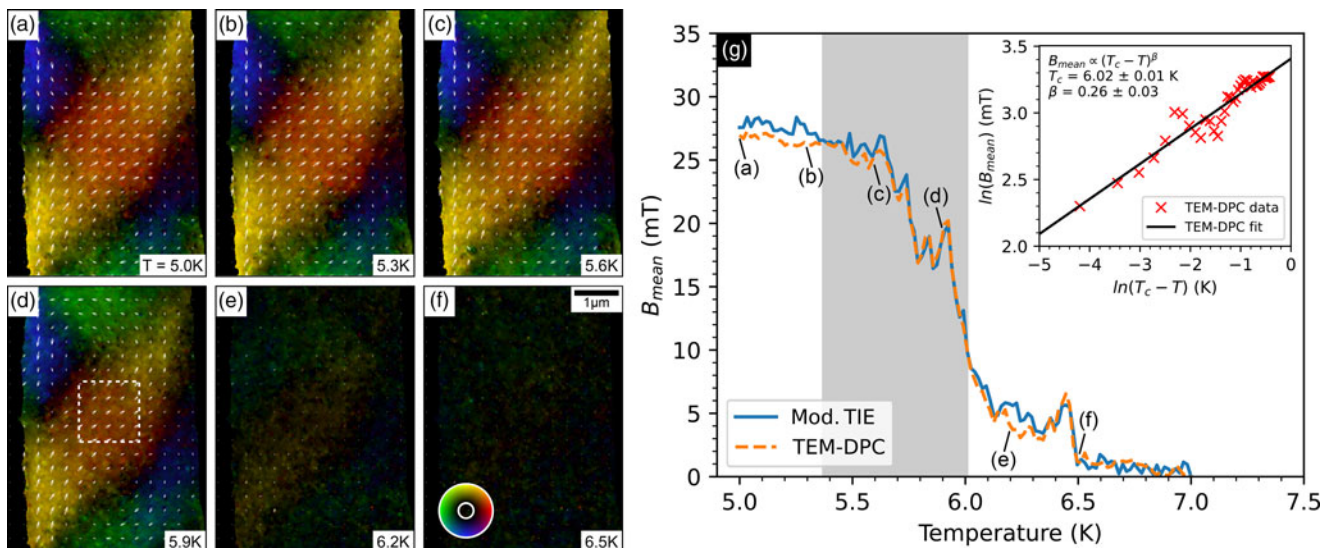 (a)
T = 5.0K
(b)
5.3K
(c)
5.6K
(d)
5.9K
(e)
6.2K
(f)
1μm
6.5K
(g)
B_mean (mT)
35
30
25
20
15
10
5
0
5.0 5.5 6.0 6.5 7.0 7.5
Temperature (K)
(a)
(b)
(c)
(d)
(e)
(f)
Mod. TIE
TEM-DPC
B_mean ∝ (T_c − T)^β
T_c = 6.02 ± 0.01 K
β = 0.26 ± 0.03
ln(B_mean) (mT)
3.5
3.0
2.5
2.0
−5 −4 −3 −2 −1 0
ln(T_c − T) (K)
TEM-DPC data
TEM-DPC fit